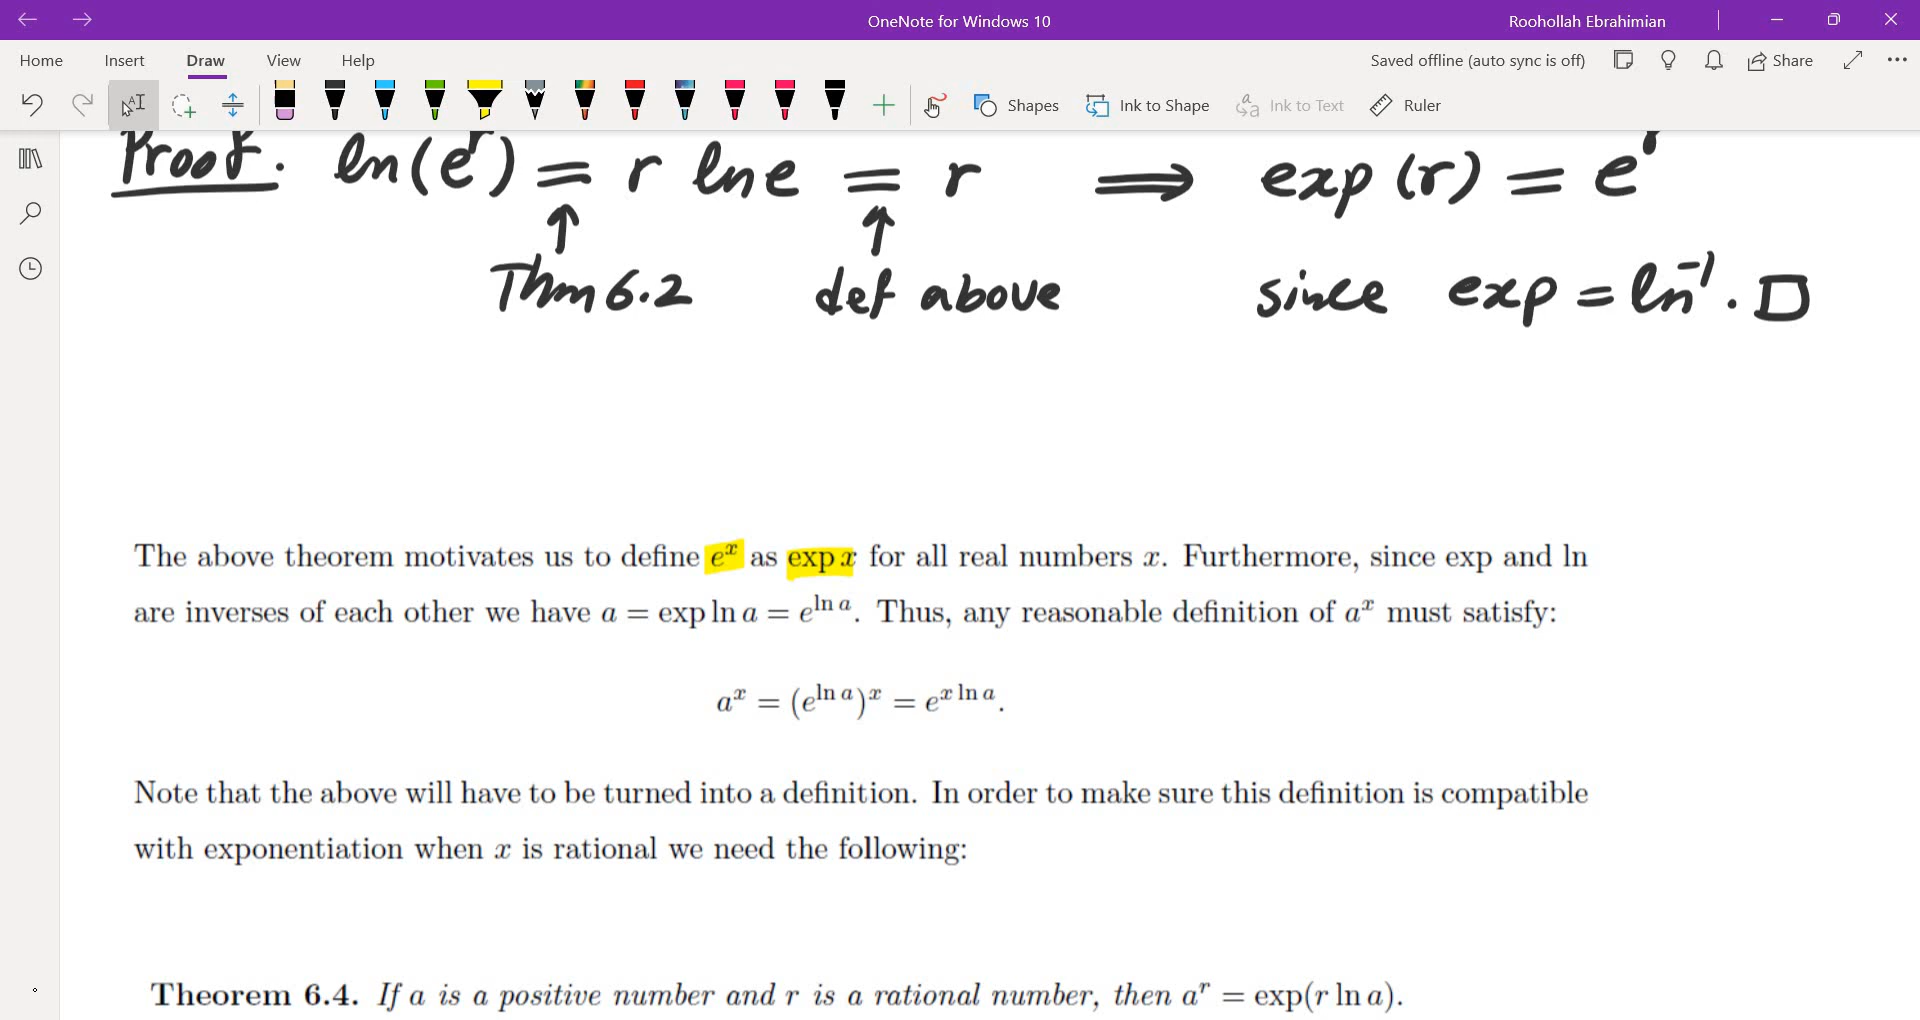 OneNote for Windows 10
Roohollah Ebrahimian
Home Insert Draw View Help
Saved offline (auto sync is off) Share
Shapes Ink to Shape Ink to Text Ruler
Proof. ln(e^r) = r ln e = r ⟹ exp(r) = e^r
↑ ↑
Thm 6.2 def above since exp = ln⁻¹. □
The above theorem motivates us to define e^x as exp x for all real numbers x. Furthermore, since exp and ln
are inverses of each other we have a = exp ln a = e^{ln a}. Thus, any reasonable definition of a^x must satisfy:
a^x = (e^{ln a})^x = e^{x ln a}.
Note that the above will have to be turned into a definition. In order to make sure this definition is compatible
with exponentiation when x is rational we need the following:
Theorem 6.4. If a is a positive number and r is a rational number, then a^r = exp(r ln a).